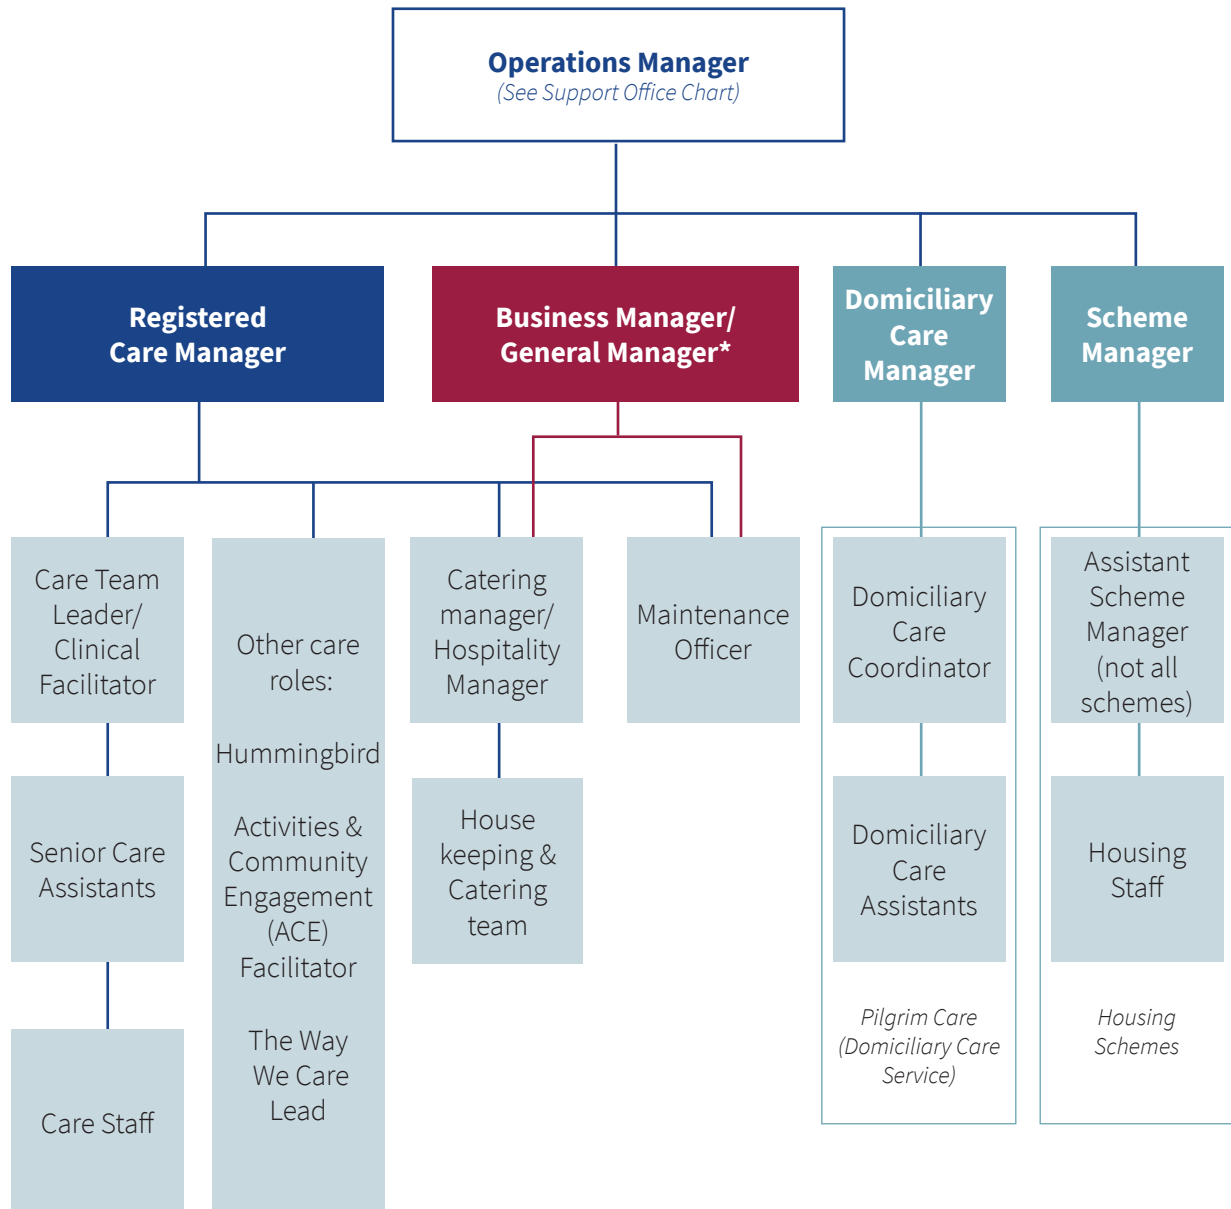 Operations Manager
(See Support Office Chart)
Registered
Care Manager
Business Manager/
General Manager*
Domiciliary
Care
Manager
Scheme
Manager
Care Team
Leader/
Clinical
Facilitator
Other care
roles:
Hummingbird
Activities &
Community
Engagement
(ACE)
Facilitator
The Way
We Care
Lead
Catering
manager/
Hospitality
Manager
Maintenance
Officer
Domiciliary
Care
Coordinator
Assistant
Scheme
Manager
(not all
schemes)
Senior Care
Assistants
House
keeping &
Catering
team
Domiciliary
Care
Assistants
Housing
Staff
Care Staff
Pilgrim Care
(Domiciliary Care
Service)
Housing
Schemes